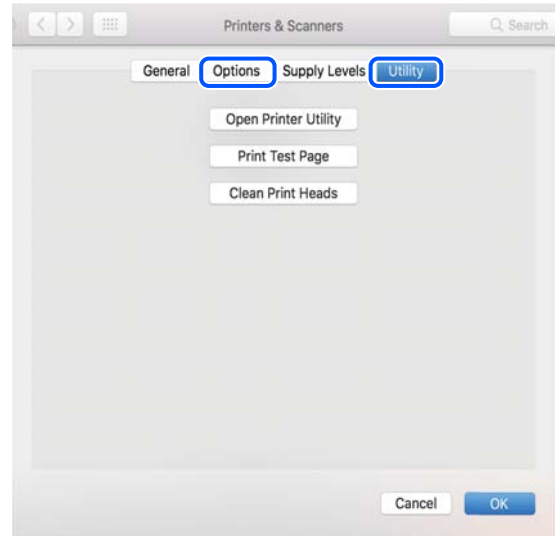 Printers & Scanners Search
General Options Supply Levels Utility
Open Printer Utility
Print Test Page
Clean Print Heads
Cancel OK